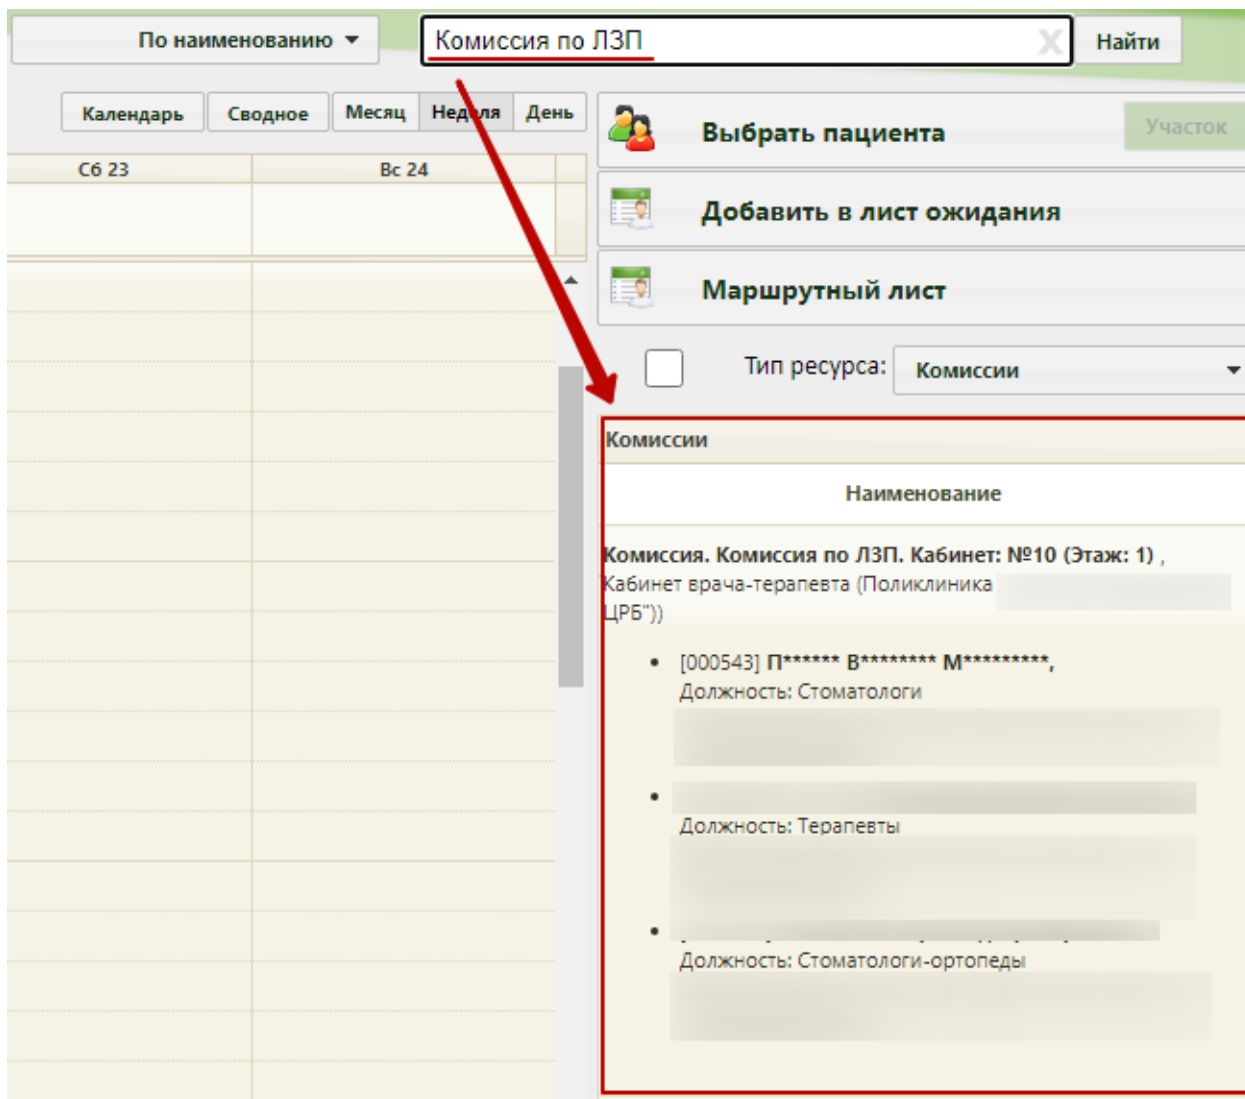 По наименованию
Комиссия по ЛЗП
X
Найти
Календарь
Сводное
Месяц
Неделя
День
Сб 23
Вс 24
Выбрать пациента
Участок
Добавить в лист ожидания
Маршрутный лист
Тип ресурса:
Комиссии
Комиссии
Наименование
Комиссия. Комиссия по ЛЗП. Кабинет: №10 (Этаж: 1) ,
Кабинет врача-терапевта (Поликлиника
ЦРБ"))
• [000543] П****** В******** М*********,
Должность: Стоматологи
•
Должность: Терапевты
•
Должность: Стоматологи-ортопеды